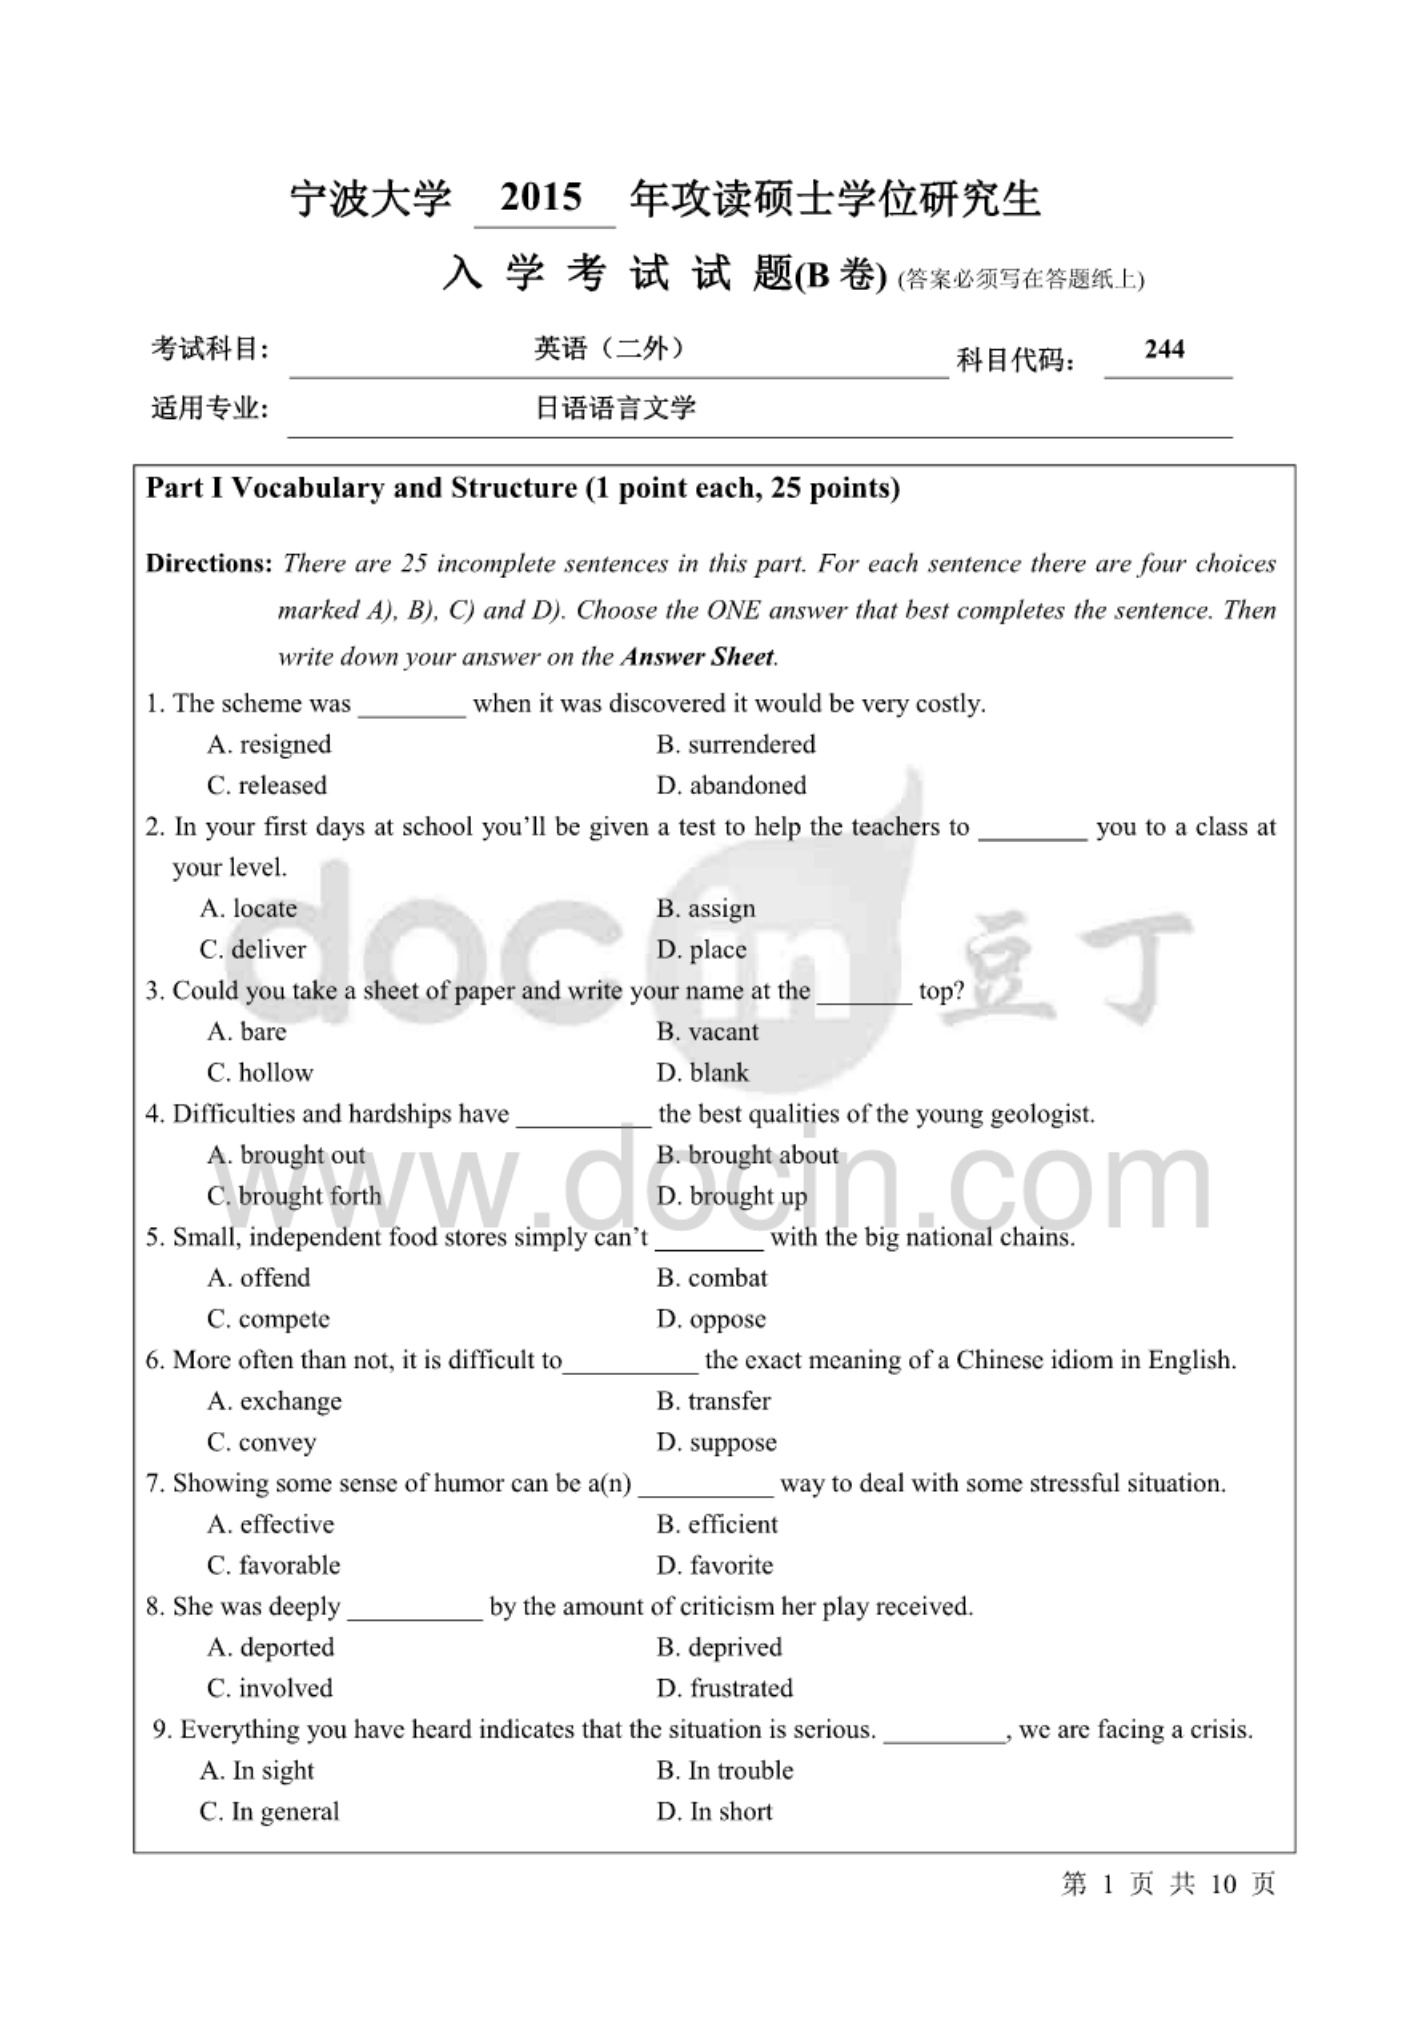 宁波大学 2015 年攻读硕士学位研究生
入 学 考 试 试 题(B 卷) (答案必须写在答题纸上)
考试科目: 英语（二外） 科目代码: 244
适用专业: 日语语言文学
Part I Vocabulary and Structure (1 point each, 25 points)
Directions: There are 25 incomplete sentences in this part. For each sentence there are four choices
marked A), B), C) and D). Choose the ONE answer that best completes the sentence. Then
write down your answer on the Answer Sheet.
1. The scheme was ________ when it was discovered it would be very costly.
A. resigned B. surrendered
C. released D. abandoned
2. In your first days at school you'll be given a test to help the teachers to ________ you to a class at
your level.
A. locate B. assign
C. deliver D. place
3. Could you take a sheet of paper and write your name at the _______ top?
A. bare B. vacant
C. hollow D. blank
4. Difficulties and hardships have __________ the best qualities of the young geologist.
A. brought out B. brought about
C. brought forth D. brought up
5. Small, independent food stores simply can't ________ with the big national chains.
A. offend B. combat
C. compete D. oppose
6. More often than not, it is difficult to__________ the exact meaning of a Chinese idiom in English.
A. exchange B. transfer
C. convey D. suppose
7. Showing some sense of humor can be a(n) __________ way to deal with some stressful situation.
A. effective B. efficient
C. favorable D. favorite
8. She was deeply __________ by the amount of criticism her play received.
A. deported B. deprived
C. involved D. frustrated
9. Everything you have heard indicates that the situation is serious. _________, we are facing a crisis.
A. In sight B. In trouble
C. In general D. In short
第 1 页 共 10 页
docin 豆丁
www.docin.com